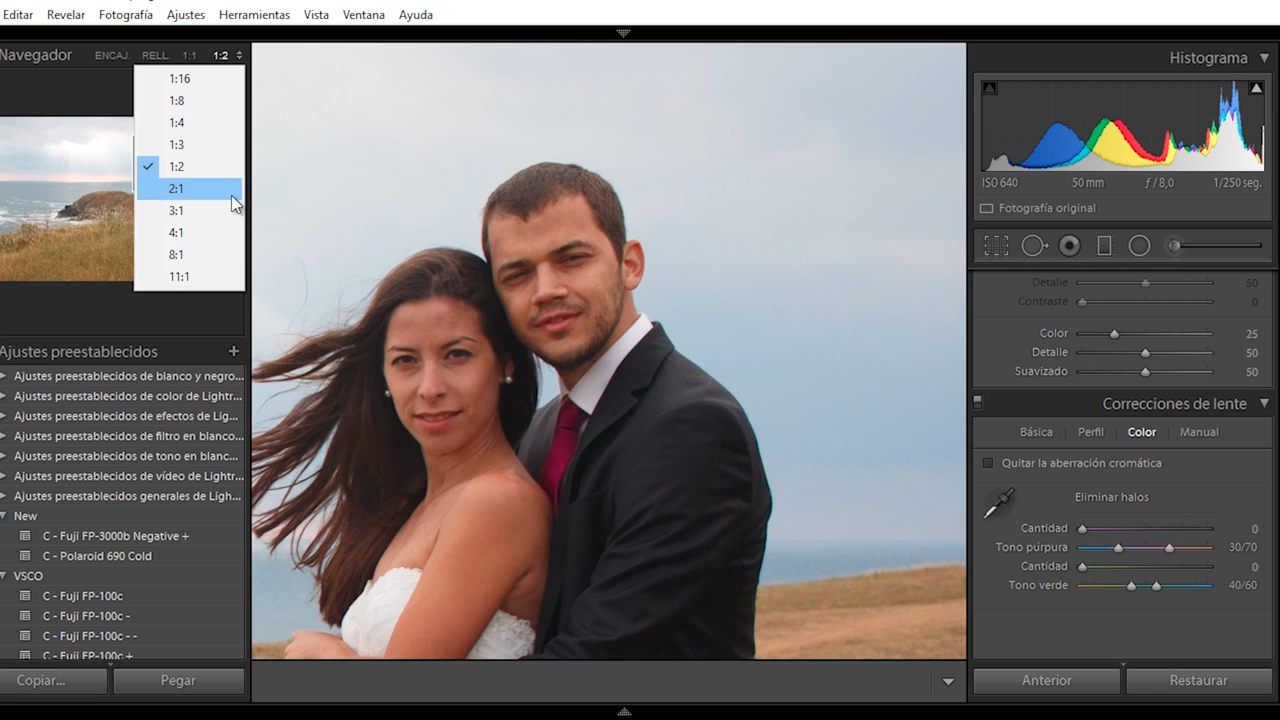 Editar Revelar Fotografía Ajustes Herramientas Vista Ventana Ayuda
Navegador ENCAJ. RELL. 1:1 1:2
1:16
1:8
1:4
1:3
1:2
2:1
3:1
4:1
8:1
11:1
Ajustes preestablecidos +
Ajustes preestablecidos de blanco y negro...
Ajustes preestablecidos de color de Lightr...
Ajustes preestablecidos de efectos de Lig...
Ajustes preestablecidos de filtro en blanco...
Ajustes preestablecidos de tono en blanc...
Ajustes preestablecidos de vídeo de Lightr...
Ajustes preestablecidos generales de Ligh...
New
C - Fuji FP-3000b Negative +
C - Polaroid 690 Cold
VSCO
C - Fuji FP-100c
C - Fuji FP-100c -
C - Fuji FP-100c - -
C - Fuji FP-100c +
Copiar... Pegar
Histograma
ISO 640 50 mm ƒ / 8,0 1/250 seg.
Fotografía original
Detalle 50
Contraste 0
Color 25
Detalle 50
Suavizado 50
Correcciones de lente
Básica Perfil Color Manual
Quitar la aberración cromática
Eliminar halos
Cantidad 0
Tono púrpura 30/70
Cantidad 0
Tono verde 40/60
Anterior Restaurar